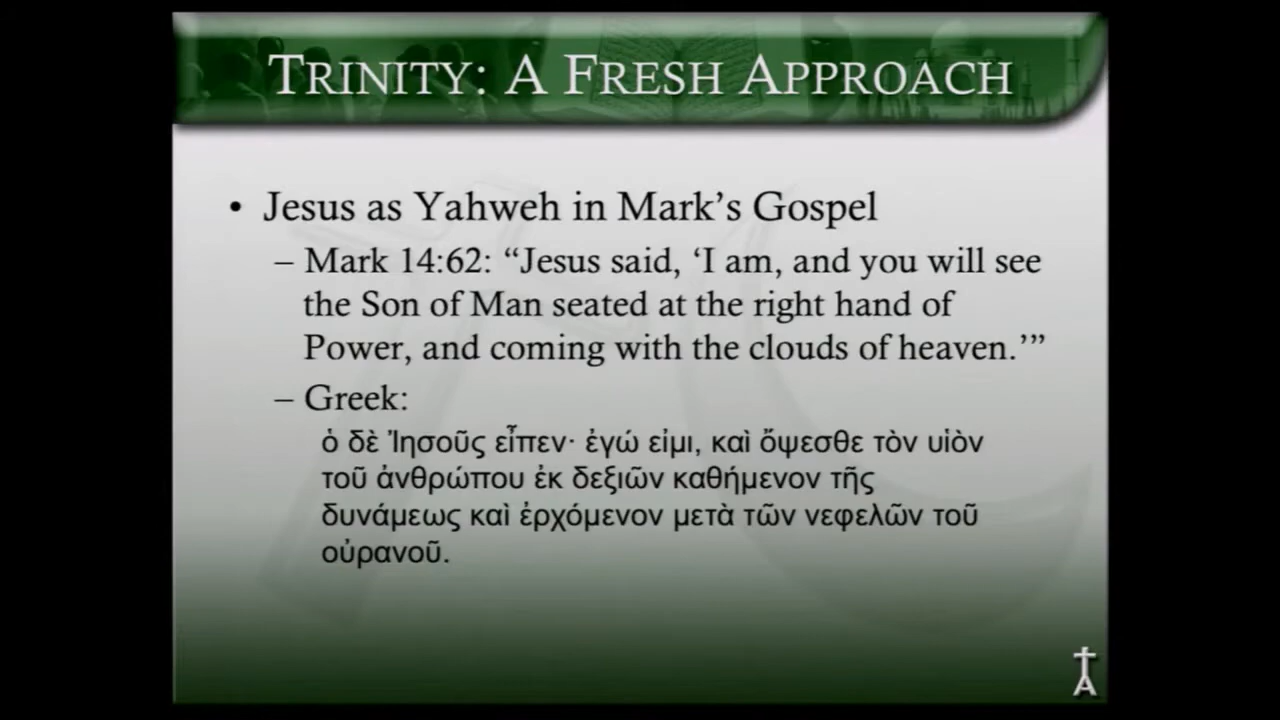 TRINITY: A FRESH APPROACH
• Jesus as Yahweh in Mark’s Gospel
– Mark 14:62: “Jesus said, ‘I am, and you will see
the Son of Man seated at the right hand of
Power, and coming with the clouds of heaven.’”
– Greek:
ὁ δὲ Ἰησοῦς εἶπεν· ἐγώ εἰμι, καὶ ὄψεσθε τὸν υἱὸν
τοῦ ἀνθρώπου ἐκ δεξιῶν καθήμενον τῆς
δυνάμεως καὶ ἐρχόμενον μετὰ τῶν νεφελῶν τοῦ
οὐρανοῦ.